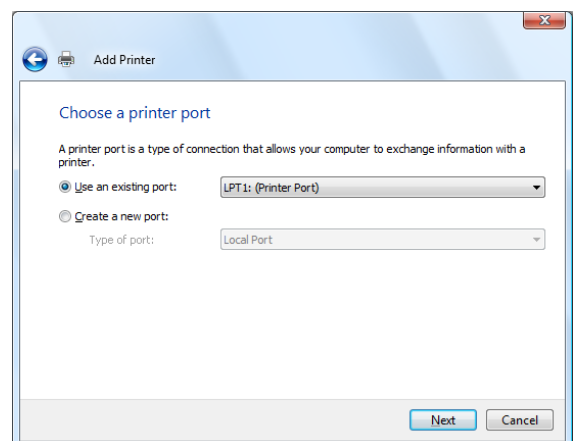 Add Printer
Choose a printer port
A printer port is a type of connection that allows your computer to exchange information with a
printer.
Use an existing port: LPT1: (Printer Port)
Create a new port:
Type of port: Local Port
Next Cancel